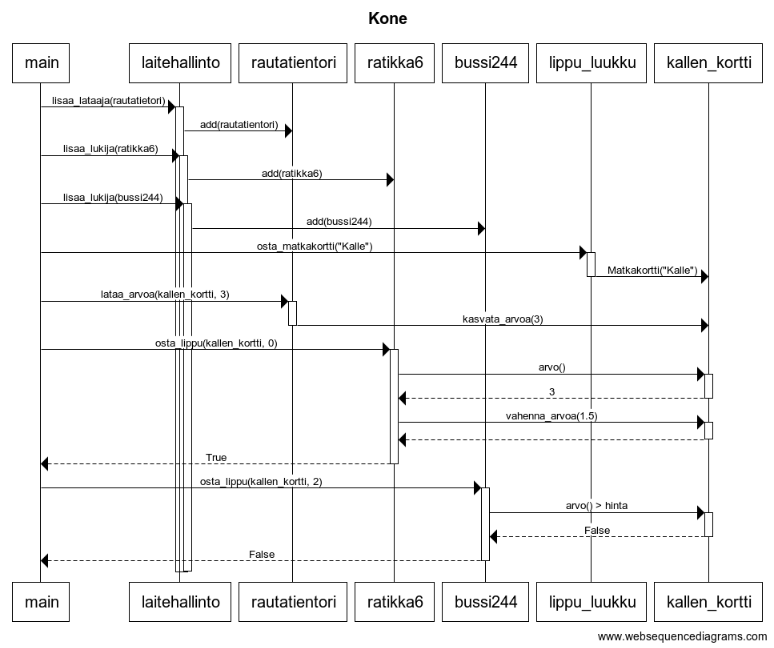 Kone
main laitehallinto rautatientori ratikka6 bussi244 lippu_luukku kallen_kortti
lisaa_lataaja(rautatietori)
add(rautatientori)
lisaa_lukija(ratikka6)
add(ratikka6)
lisaa_lukija(bussi244)
add(bussi244)
osta_matkakortti("Kalle")
Matkakortti("Kalle")
lataa_arvoa(kallen_kortti, 3)
kasvata_arvoa(3)
osta_lippu(kallen_kortti, 0)
arvo()
3
vahenna_arvoa(1.5)
True
osta_lippu(kallen_kortti, 2)
arvo() > hinta
False
False
main laitehallinto rautatientori ratikka6 bussi244 lippu_luukku kallen_kortti
www.websequencediagrams.com